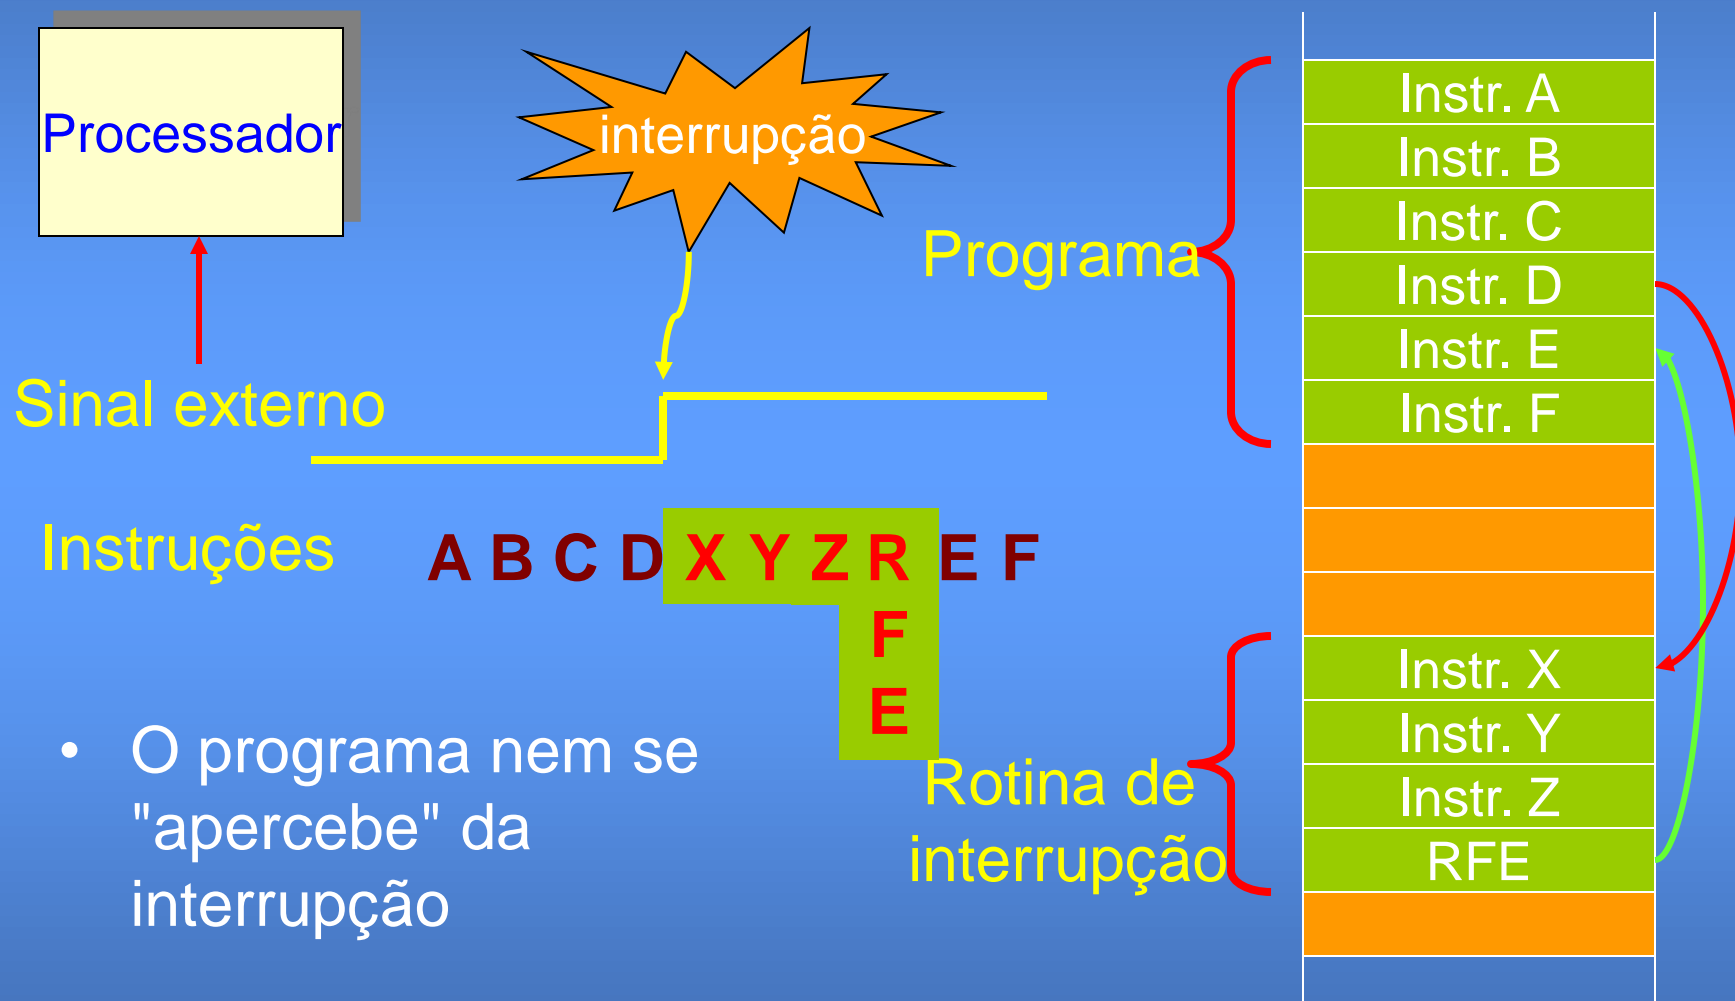 Processador
interrupção
Sinal externo
Instruções
A B C D X Y Z R E F
F
E
• O programa nem se
"apercebe" da
interrupção
Programa
Rotina de
interrupção
Instr. A
Instr. B
Instr. C
Instr. D
Instr. E
Instr. F
Instr. X
Instr. Y
Instr. Z
RFE